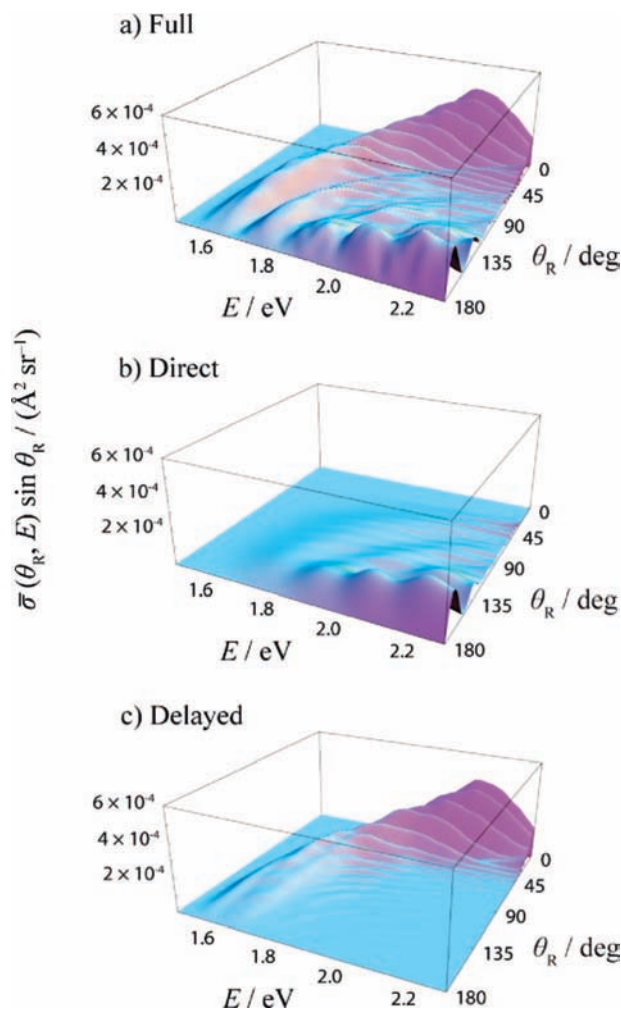 a) Full
6 × 10⁻⁴
4 × 10⁻⁴
2 × 10⁻⁴
1.6
1.8
2.0
2.2
E / eV
0
45
90
135
180
θR / deg
σ̅ (θR, E) sin θR / (Å² sr⁻¹)
b) Direct
6 × 10⁻⁴
4 × 10⁻⁴
2 × 10⁻⁴
1.6
1.8
2.0
2.2
E / eV
0
45
90
135
180
θR / deg
c) Delayed
6 × 10⁻⁴
4 × 10⁻⁴
2 × 10⁻⁴
1.6
1.8
2.0
2.2
E / eV
0
45
90
135
180
θR / deg